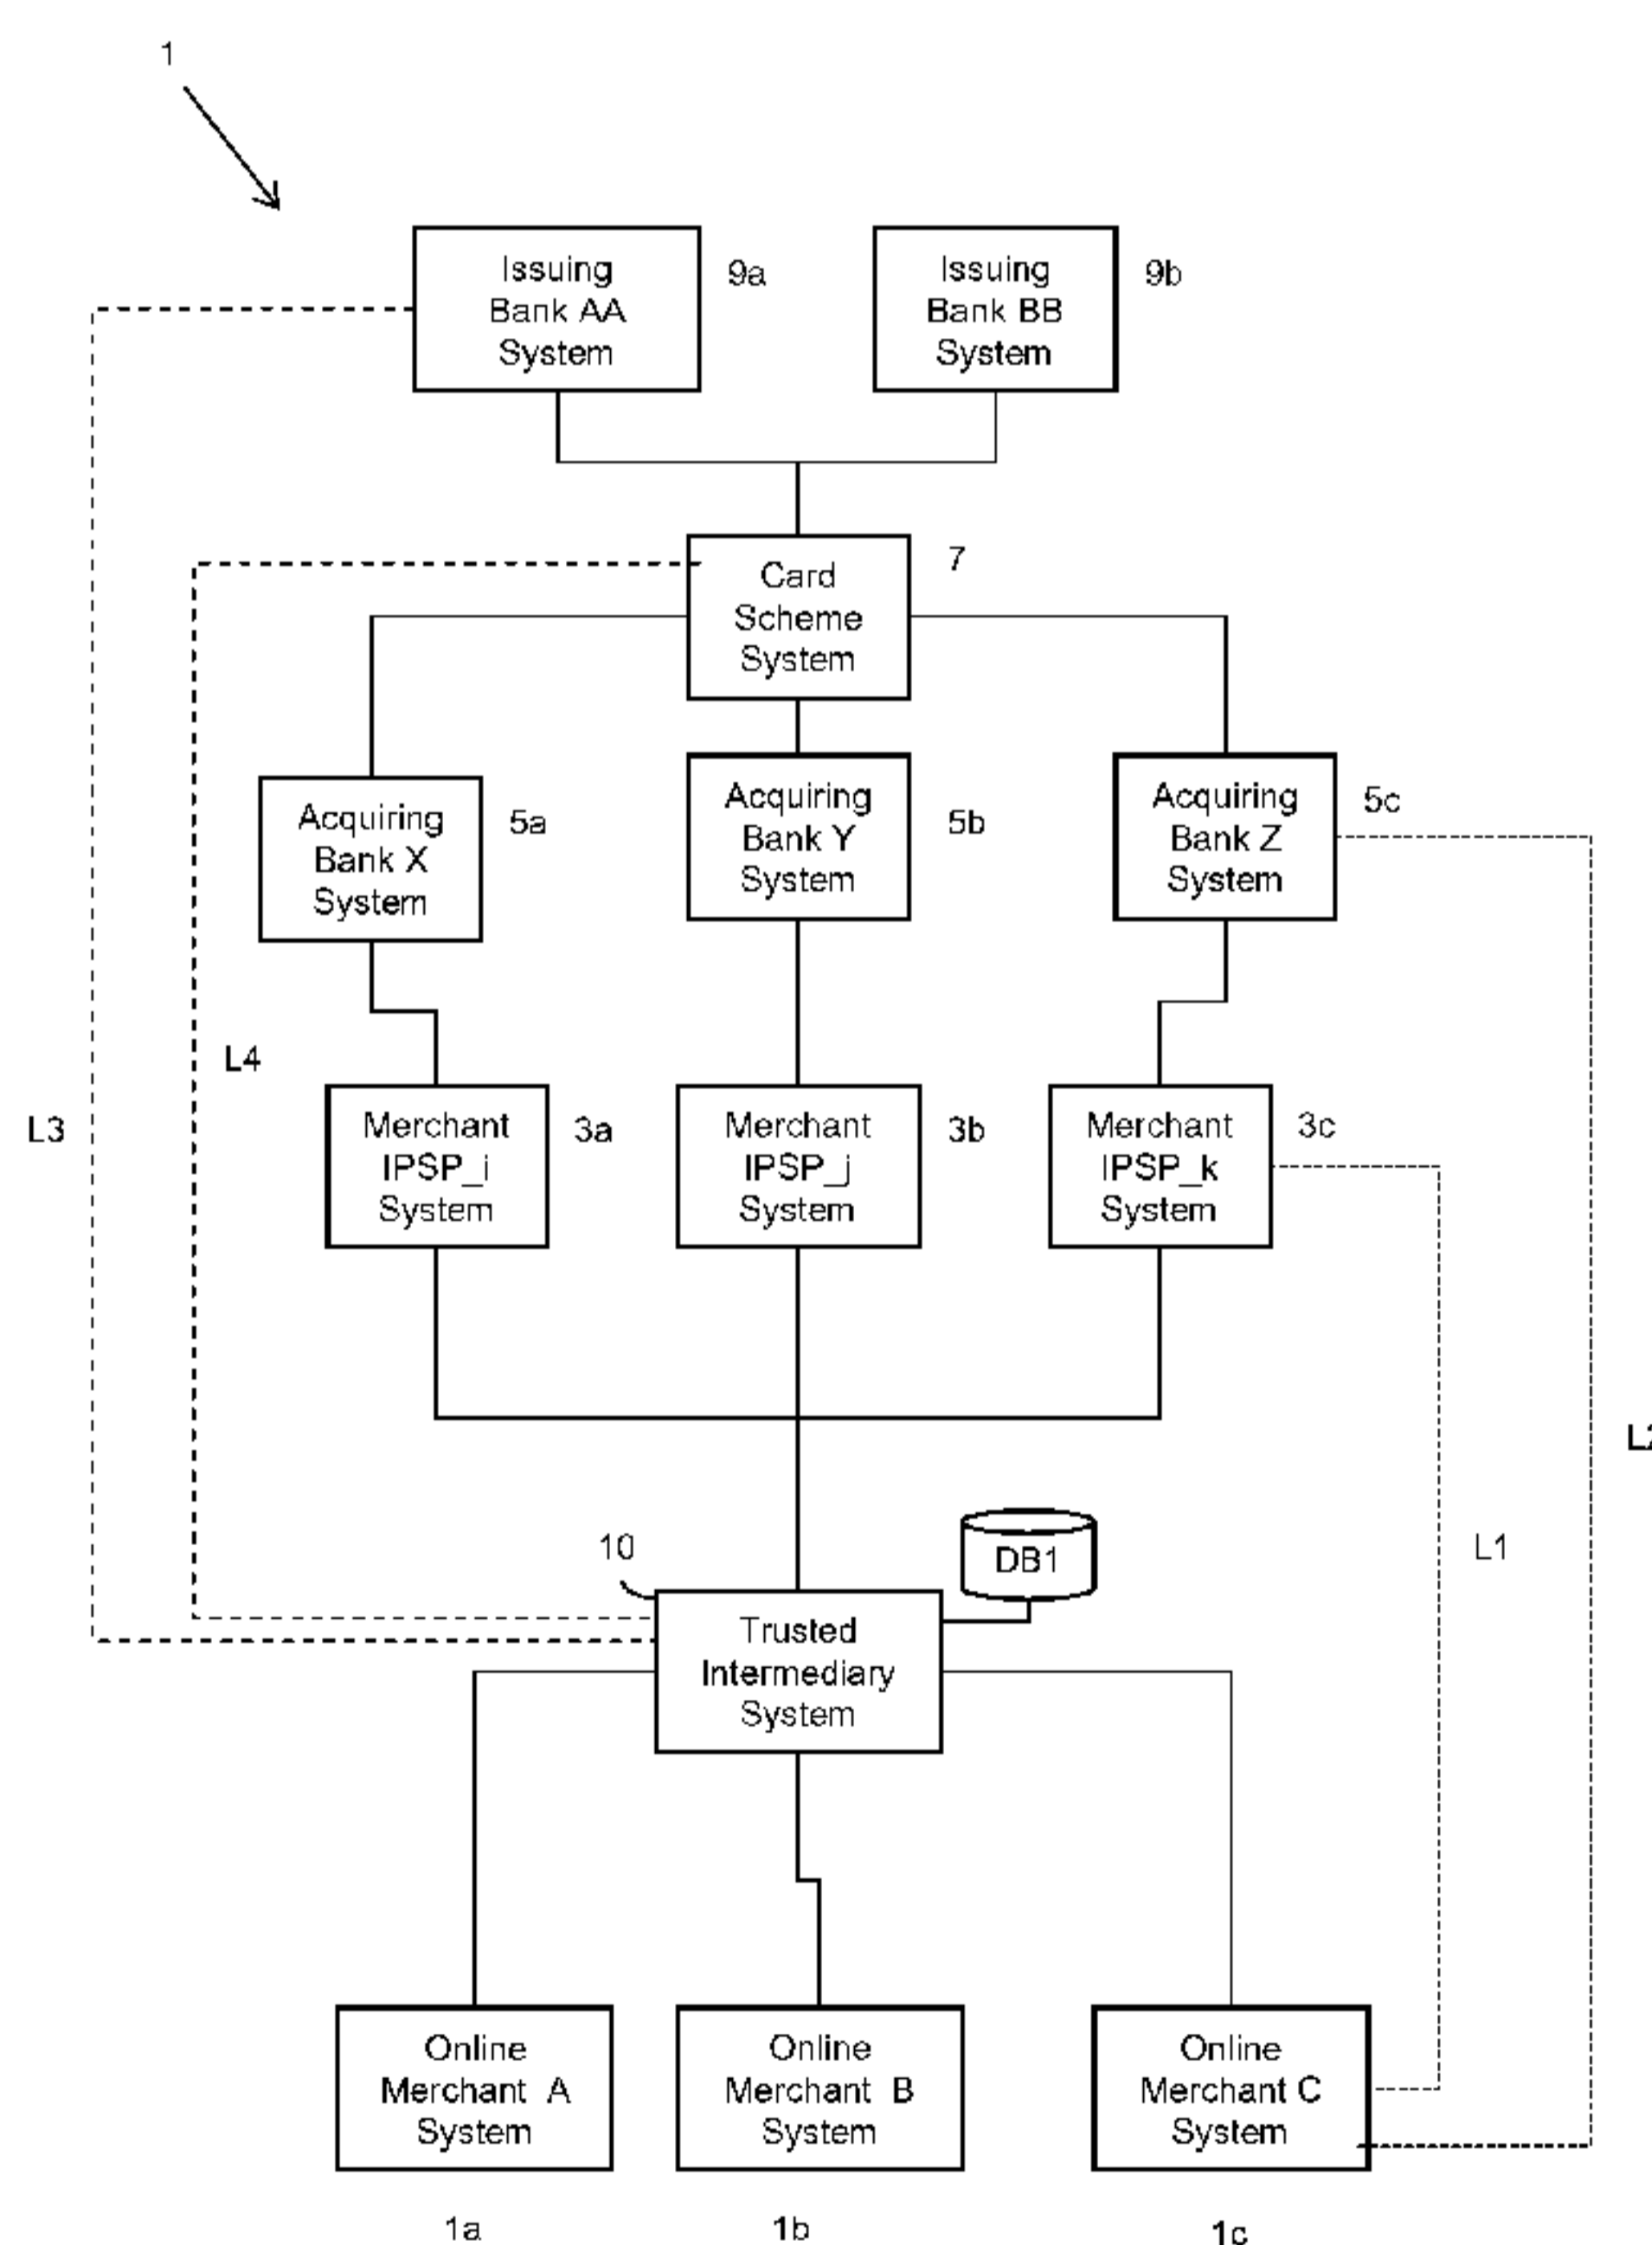 1
Issuing
Bank AA
System
9a
Issuing
Bank BB
System
9b
Card
Scheme
System
7
Acquiring
Bank X
System
5a
Acquiring
Bank Y
System
5b
Acquiring
Bank Z
System
5c
L4
L3
Merchant
IPSP_i
System
3a
Merchant
IPSP_j
System
3b
Merchant
IPSP_k
System
3c
L1
10
DB1
Trusted
Intermediary
System
Online
Merchant A
System
Online
Merchant B
System
Online
Merchant C
System
1a
1b
1c